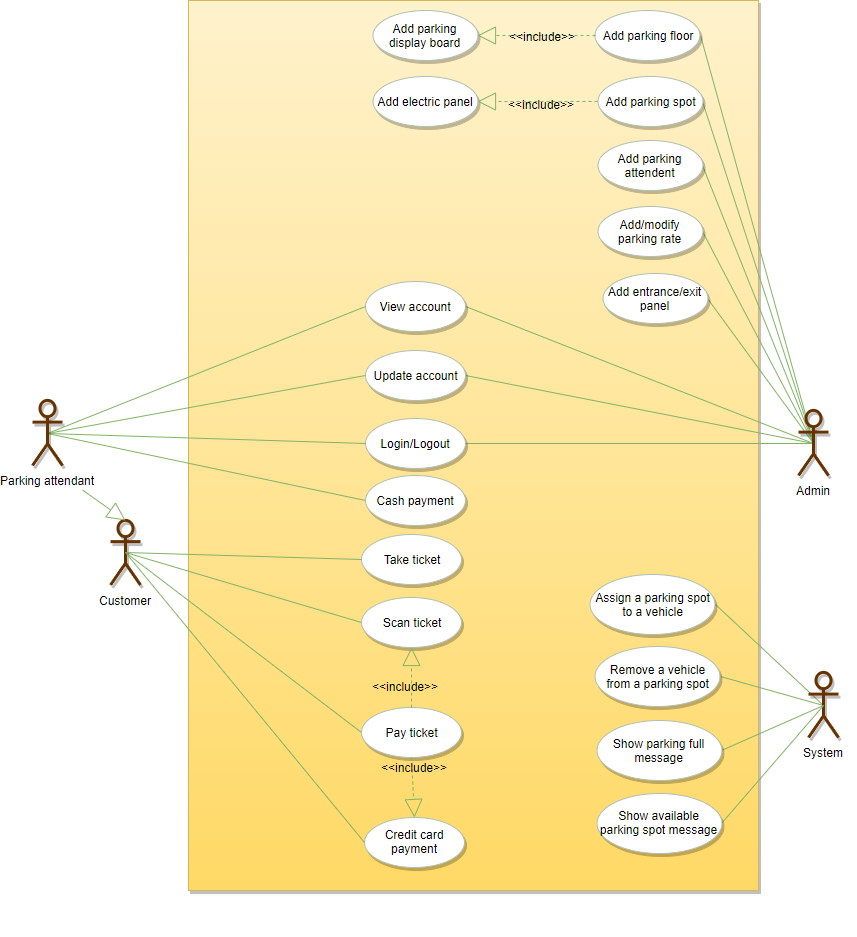 Add parking
display board
<<include>>
Add parking floor
Add electric panel
<<include>>
Add parking spot
Add parking
attendent
Add/modify
parking rate
Add entrance/exit
panel
View account
Update account
Login/Logout
Cash payment
Parking attendant
Admin
Take ticket
Customer
Scan ticket
<<include>>
Pay ticket
<<include>>
Credit card
payment
Assign a parking spot
to a vehicle
Remove a vehicle
from a parking spot
Show parking full
message
Show available
parking spot message
System